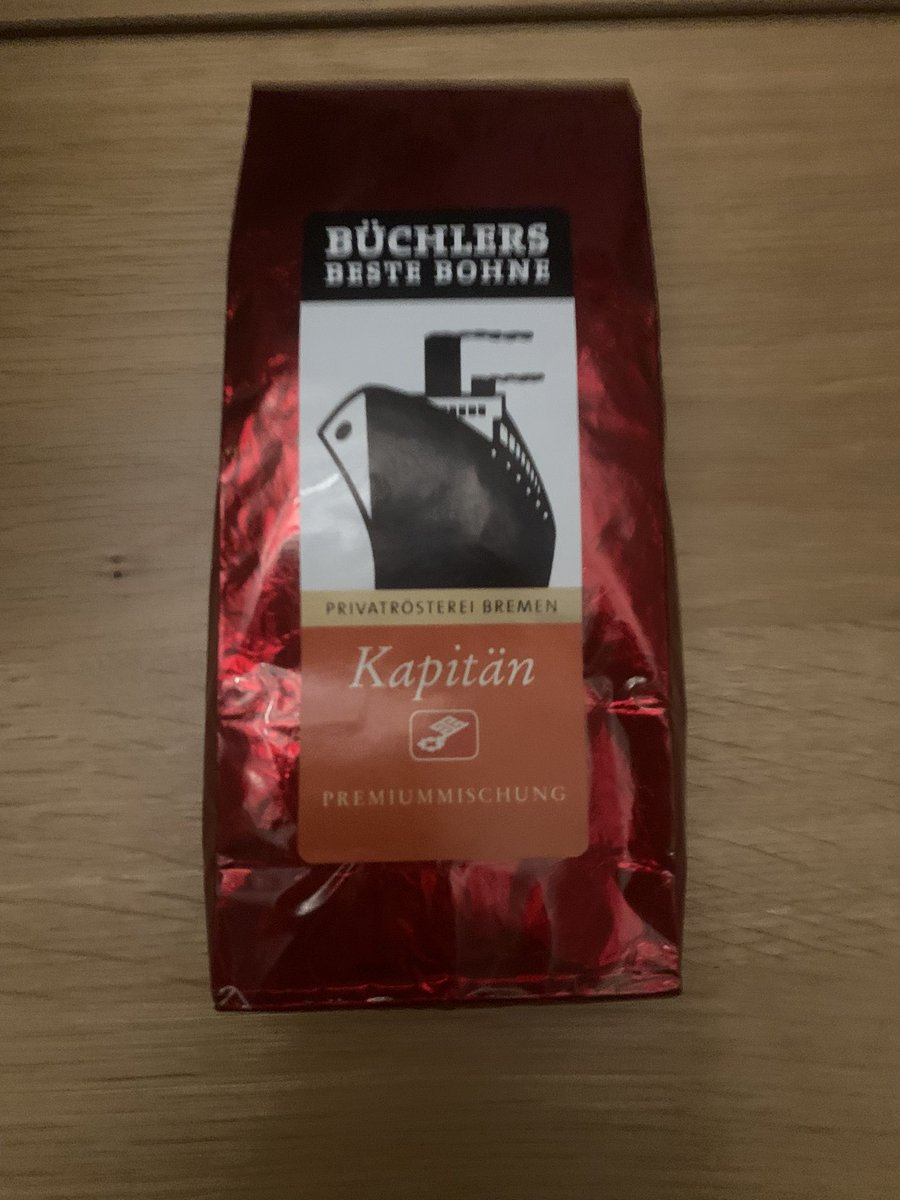 BÜCHLERS
BESTE BOHNE
PRIVATRÖSTEREI BREMEN
Kapitän
PREMIUMMISCHUNG